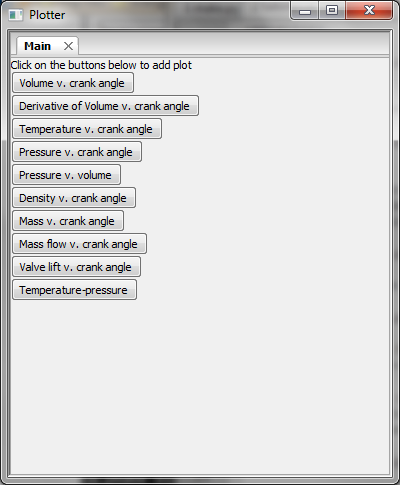 Plotter
Main
Click on the buttons below to add plot
Volume v. crank angle
Derivative of Volume v. crank angle
Temperature v. crank angle
Pressure v. crank angle
Pressure v. volume
Density v. crank angle
Mass v. crank angle
Mass flow v. crank angle
Valve lift v. crank angle
Temperature-pressure